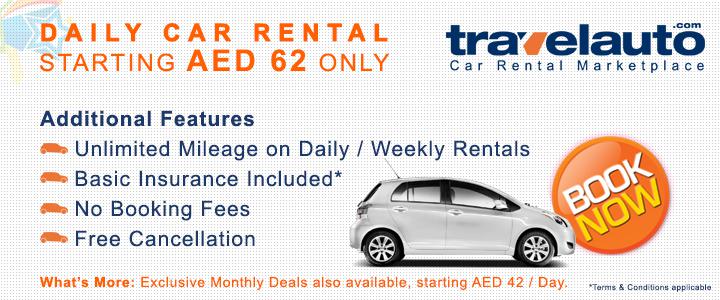 DAILY CAR RENTAL
STARTING AED 62 ONLY
travelauto.com
Car Rental Marketplace
Additional Features
Unlimited Mileage on Daily / Weekly Rentals
Basic Insurance Included*
No Booking Fees
Free Cancellation
BOOK
NOW
What's More: Exclusive Monthly Deals also available, starting AED 42 / Day.
*Terms & Conditions applicable